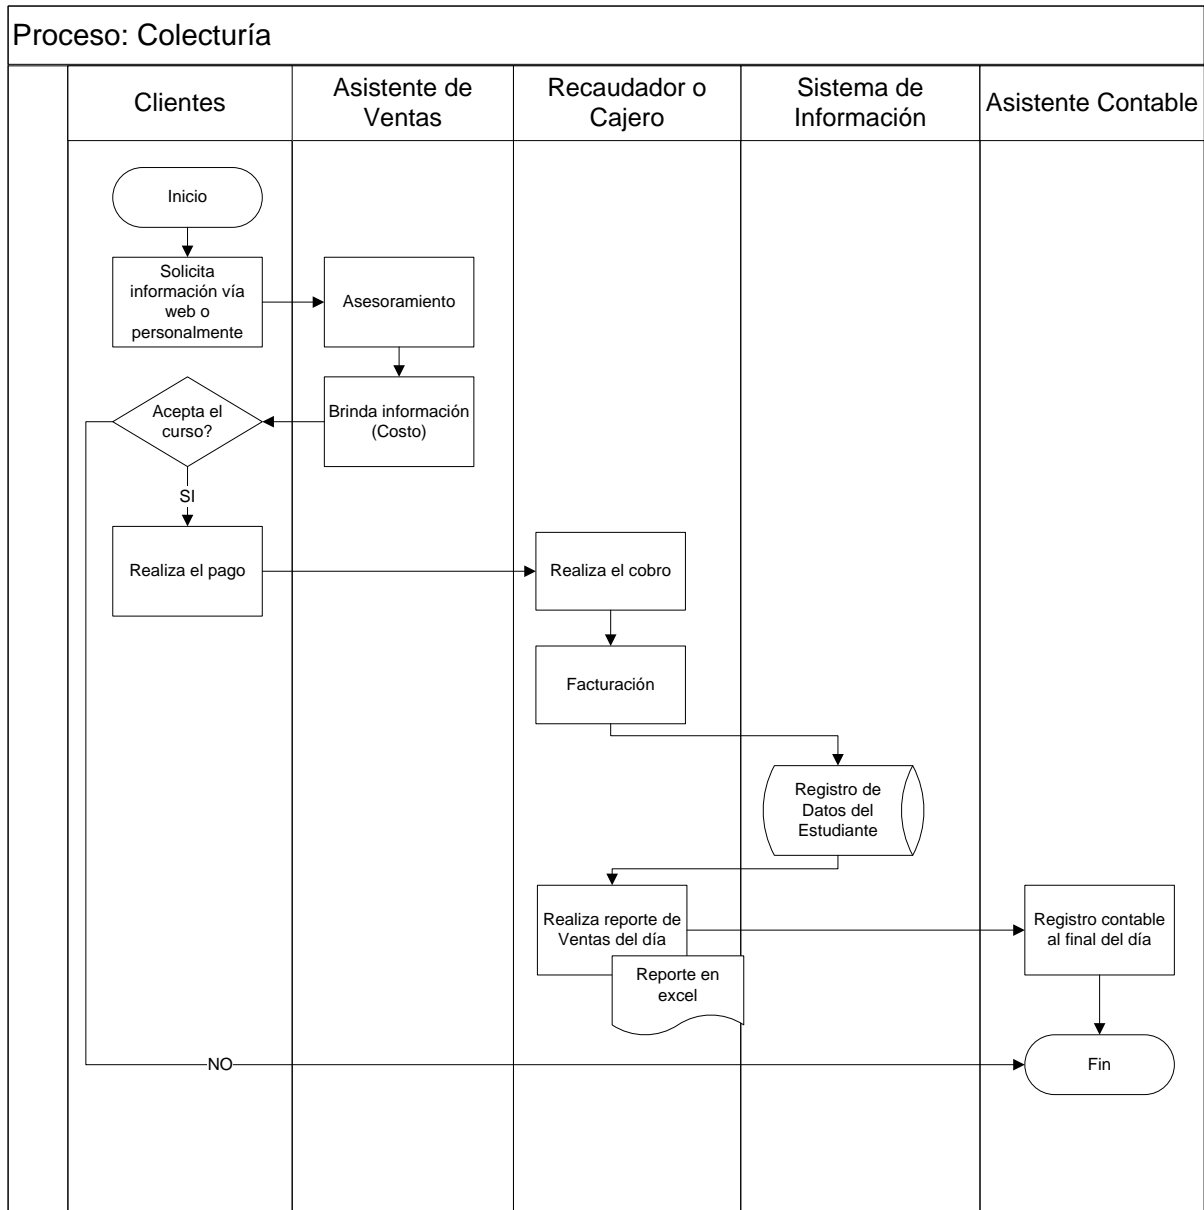 Proceso: Colecturía
Clientes
Asistente de
Ventas
Recaudador o
Cajero
Sistema de
Información
Asistente Contable
Inicio
Solicita
información vía
web o
personalmente
Asesoramiento
Acepta el
curso?
Brinda información
(Costo)
SI
Realiza el pago
Realiza el cobro
Facturación
Registro de
Datos del
Estudiante
Realiza reporte de
Ventas del día
Registro contable
al final del día
Reporte en
excel
NO
Fin